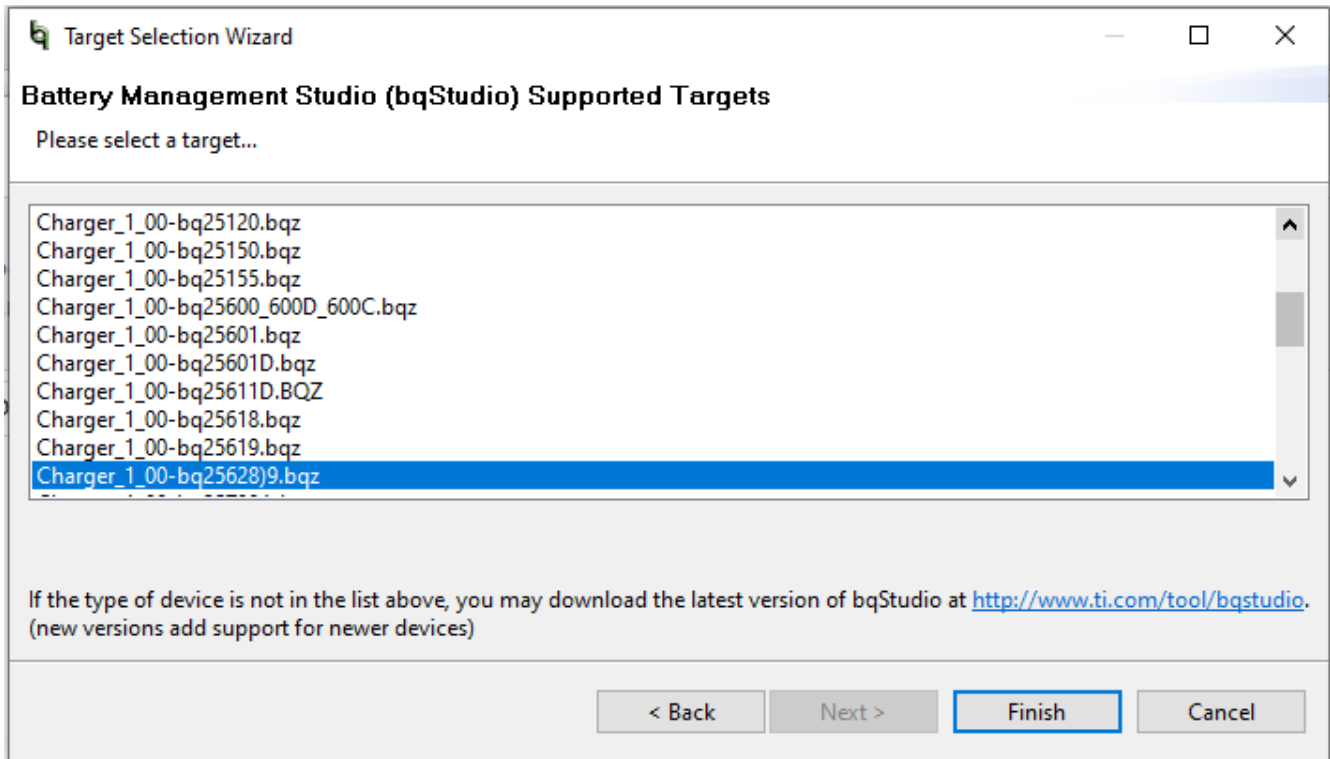 Target Selection Wizard
Battery Management Studio (bqStudio) Supported Targets
Please select a target...
Charger_1_00-bq25120.bqz
Charger_1_00-bq25150.bqz
Charger_1_00-bq25155.bqz
Charger_1_00-bq25600_600D_600C.bqz
Charger_1_00-bq25601.bqz
Charger_1_00-bq25601D.bqz
Charger_1_00-bq25611D.BQZ
Charger_1_00-bq25618.bqz
Charger_1_00-bq25619.bqz
Charger_1_00-bq25628)9.bqz
If the type of device is not in the list above, you may download the latest version of bqStudio at http://www.ti.com/tool/bqstudio.
(new versions add support for newer devices)
< Back Next > Finish Cancel